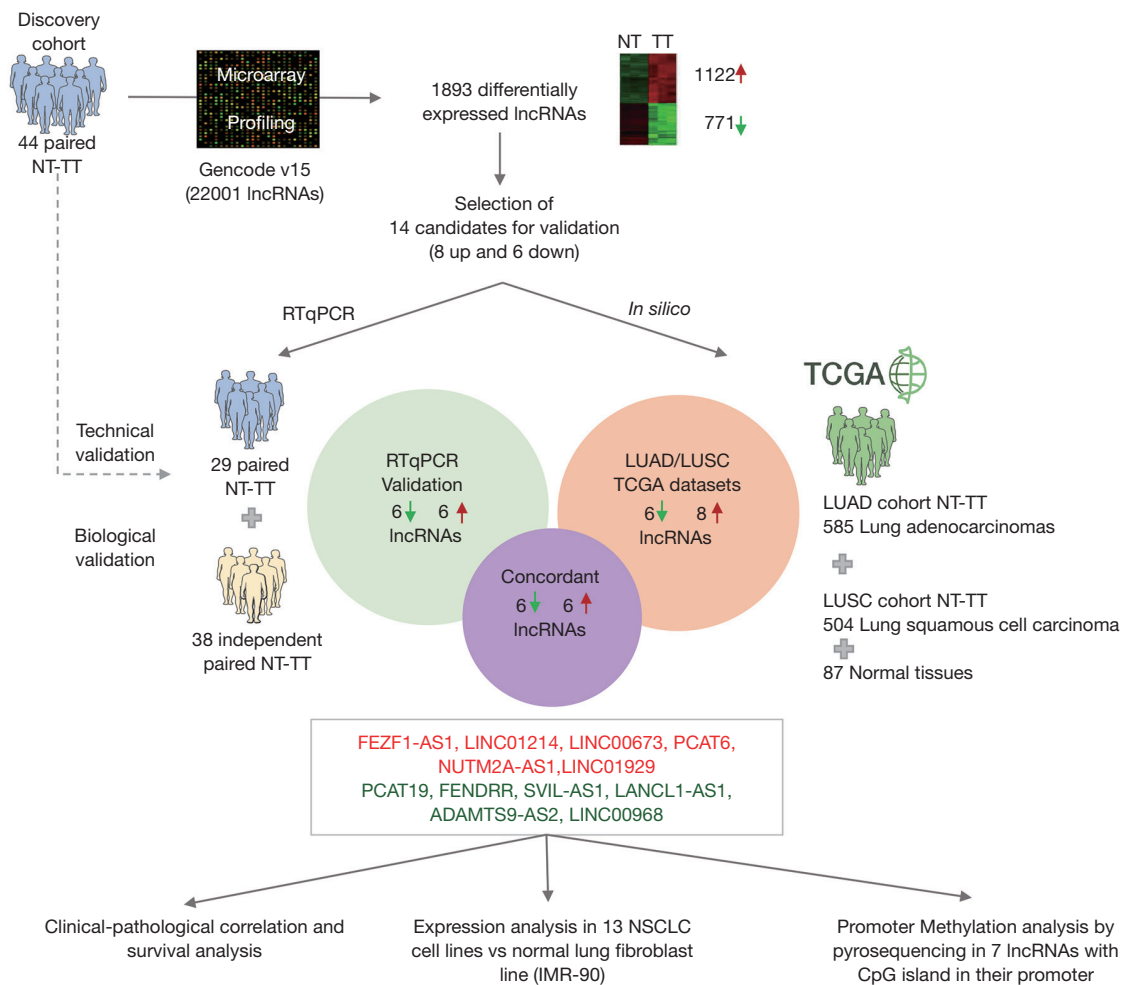 Discovery
cohort
44 paired
NT-TT
Microarray
Profiling
Gencode v15
(22001 lncRNAs)
1893 differentially
expressed lncRNAs
NT TT
1122
771
Selection of
14 candidates for validation
(8 up and 6 down)
RTqPCR
In silico
Technical
validation
Biological
validation
29 paired
NT-TT
38 independent
paired NT-TT
RTqPCR
Validation
6 6
lncRNAs
LUAD/LUSC
TCGA datasets
6 8
lncRNAs
Concordant
6 6
lncRNAs
TCGA
LUAD cohort NT-TT
585 Lung adenocarcinomas
LUSC cohort NT-TT
504 Lung squamous cell carcinoma
87 Normal tissues
FEZF1-AS1, LINC01214, LINC00673, PCAT6,
NUTM2A-AS1,LINC01929
PCAT19, FENDRR, SVIL-AS1, LANCL1-AS1,
ADAMTS9-AS2, LINC00968
Clinical-pathological correlation and
survival analysis
Expression analysis in 13 NSCLC
cell lines vs normal lung fibroblast
line (IMR-90)
Promoter Methylation analysis by
pyrosequencing in 7 lncRNAs with
CpG island in their promoter